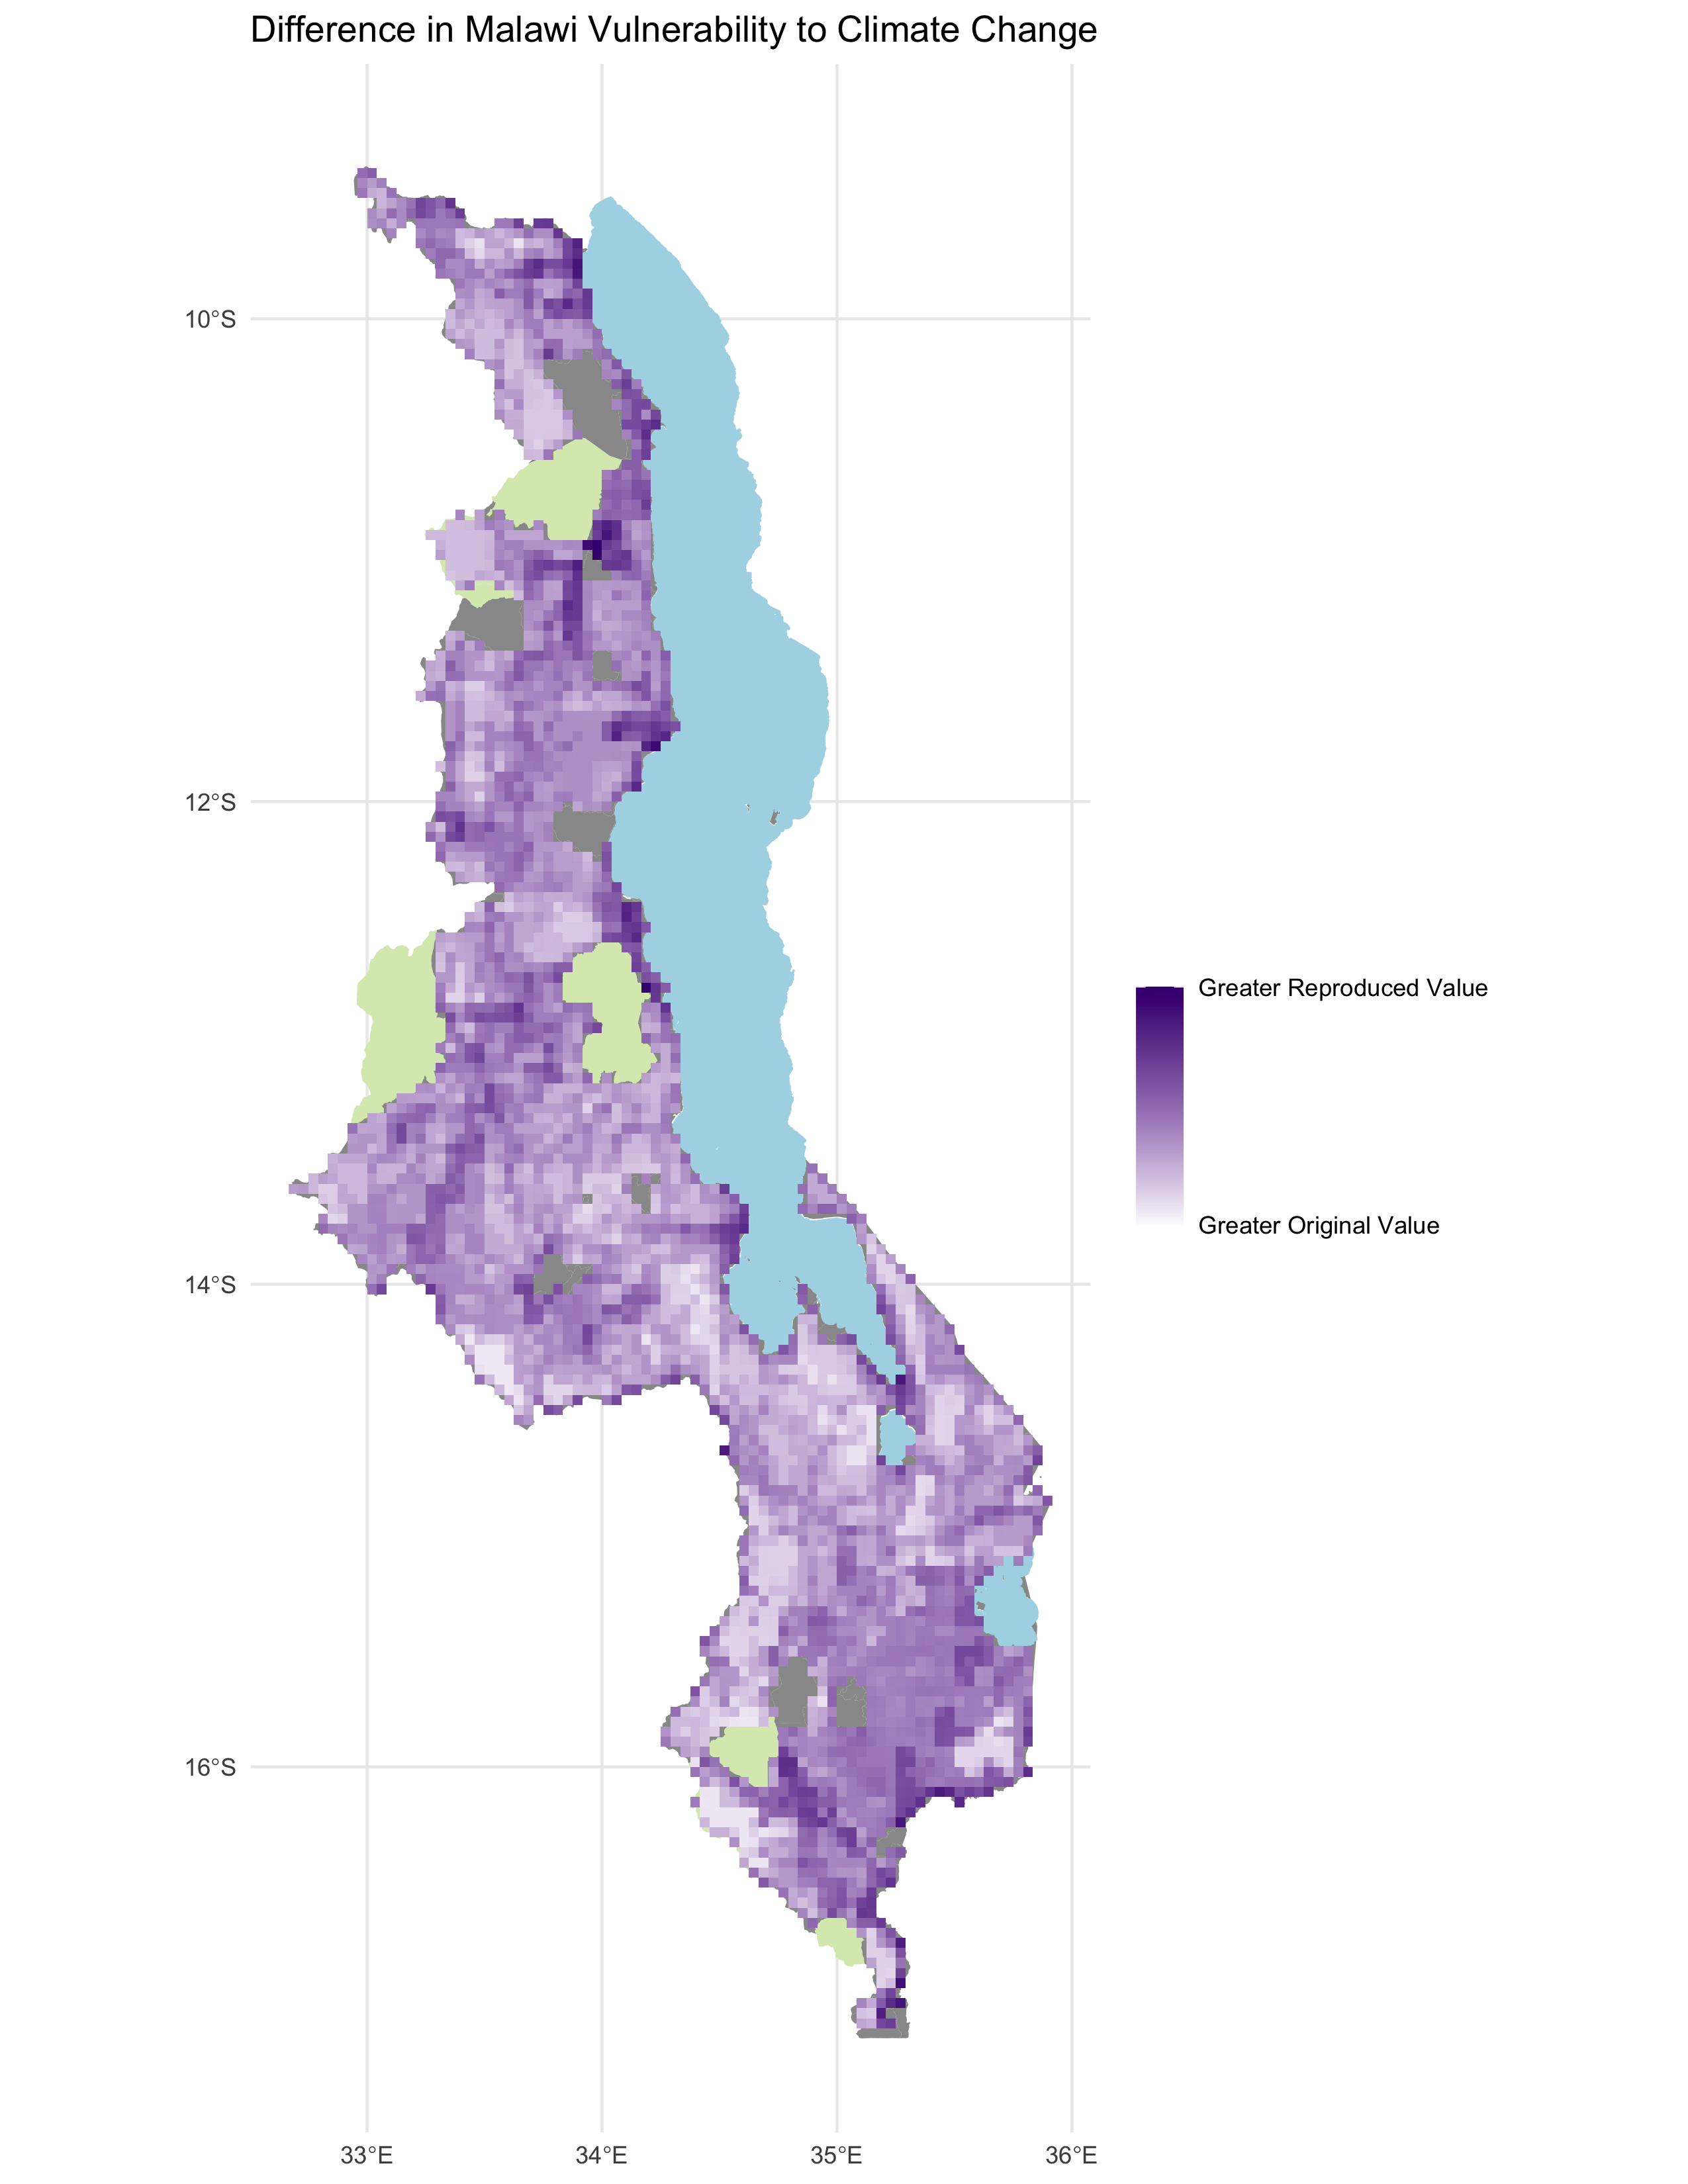 Difference in Malawi Vulnerability to Climate Change
10°S
12°S
14°S
16°S
33°E
34°E
35°E
36°E
Greater Reproduced Value
Greater Original Value